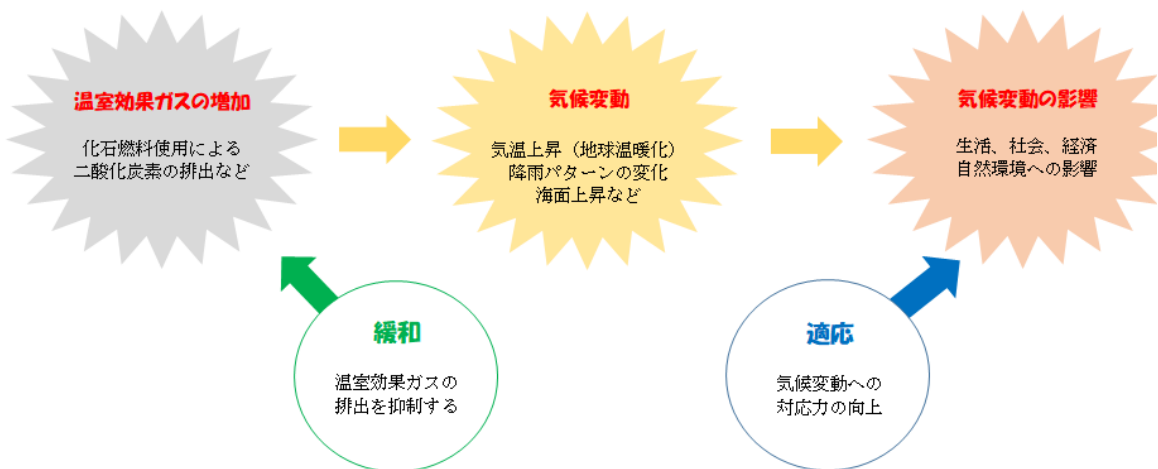 温室効果ガスの増加
化石燃料使用による
二酸化炭素の排出など
気候変動
気温上昇（地球温暖化）
降雨パターンの変化
海面上昇など
気候変動の影響
生活、社会、経済
自然環境への影響
緩和
温室効果ガスの
排出を抑制する
適応
気候変動への
対応力の向上